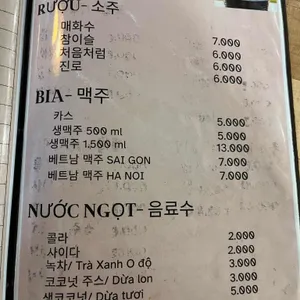 RƯỢU- 소주
매화수
참이슬 7.000
처음처럼 6.000
진로 6.000
6.000
BIA- 맥주
카스 5.000
생맥주 500 ml 5.000
생맥주 1.500 ml 13.000
베트남 맥주 SAI GON 7.000
베트남 맥주 HA NOI 7.000
NƯỚC NGỌT- 음료수
콜라 2.000
사이다 2.000
녹차/ Trà Xanh O độ 3.000
코코넛 주스/ Dừa lon 3.000
생코코넛/ Dừa tươi 5.000